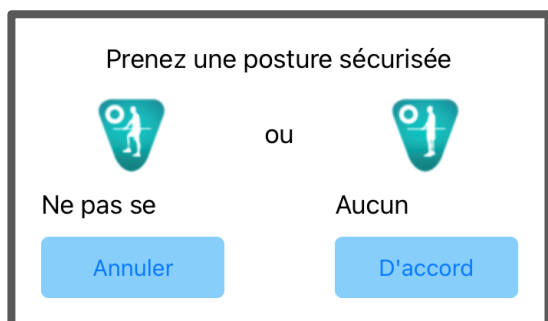 Prenez une posture sécurisée
ou
Ne pas se
Aucun
Annuler
D'accord